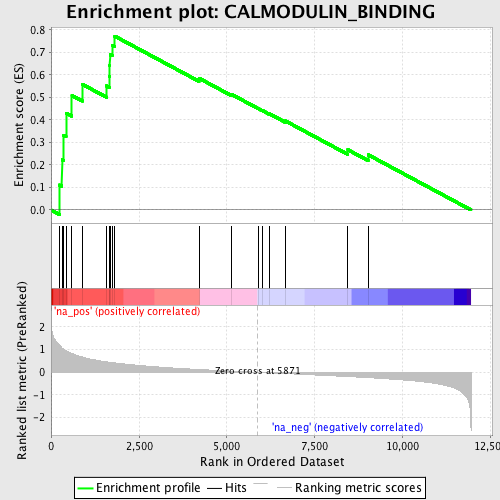 Enrichment plot: CALMODULIN_BINDING
Enrichment score (ES)
0.8
0.7
0.6
0.5
0.4
0.3
0.2
0.1
0.0
'na_pos' (positively correlated)
Ranked list metric (PreRanked)
2
1
0
-1
-2
Zero cross at 5871
'na_neg' (negatively correlated)
0
2,500
5,000
7,500
10,000
12,50
Rank in Ordered Dataset
Enrichment profile
Hits
Ranking metric scores